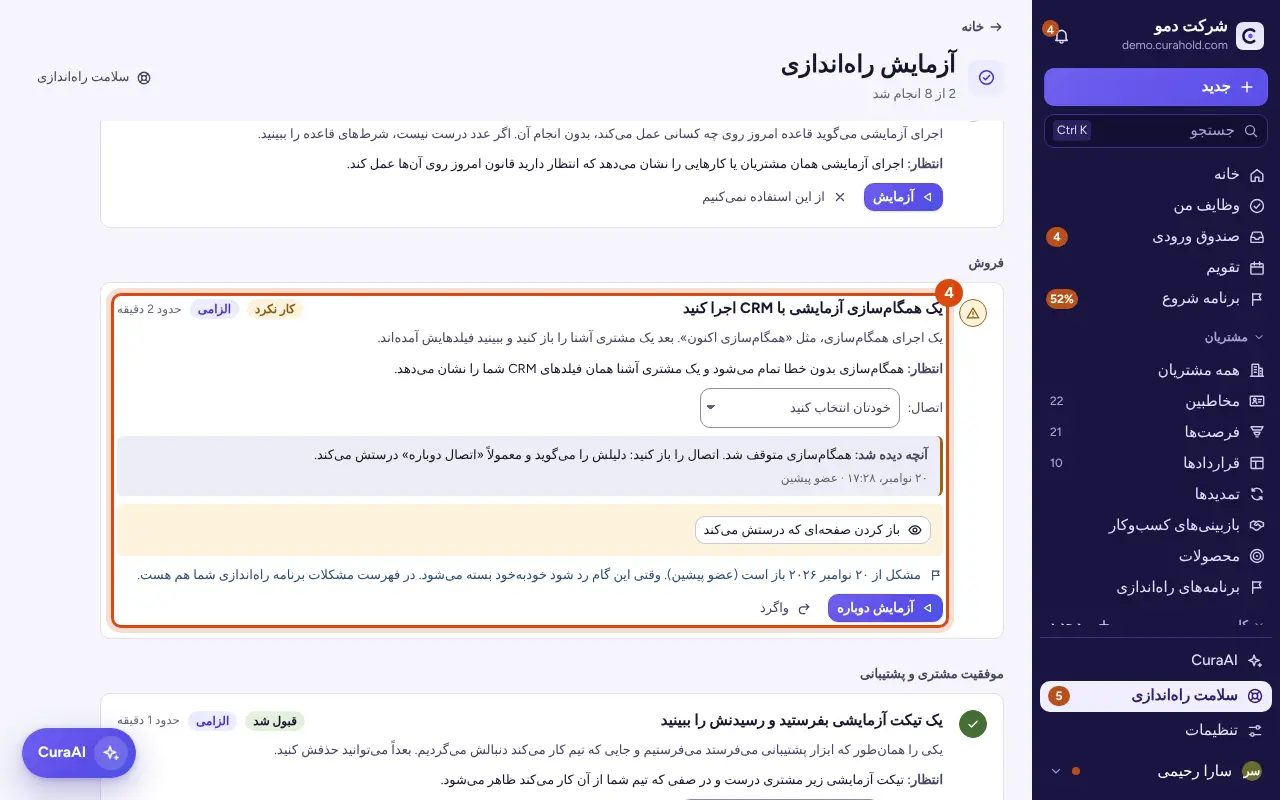 شرکت دمو
demo.curahold.com
4
جدید
جستجو
Ctrl K
خانه
وظایف من
صندوق ورودی
4
تقویم
برنامه شروع
52%
مشتریان
همه مشتریان
مخاطبین
22
فرصت‌ها
21
قراردادها
10
تمدیدها
بازبینی‌های کسب‌وکار
محصولات
برنامه‌های راه‌اندازی
CuraAI
سلامت راه‌اندازی
5
تنظیمات
سر
سارا رحیمی
خانه
آزمایش راه‌اندازی
2 از 8 انجام شد
سلامت راه‌اندازی
اجرای آزمایشی می‌گوید قاعده امروز روی چه کسانی عمل می‌کند، بدون انجام آن. اگر عدد درست نیست، شرط‌های قاعده را ببینید.
انتظار: اجرای آزمایشی همان مشتریان یا کارهایی را نشان می‌دهد که انتظار دارید قانون امروز روی آن‌ها عمل کند.
آزمایش
از این استفاده نمی‌کنیم
فروش
4
یک همگام‌سازی آزمایشی با CRM اجرا کنید
کار نکرد
الزامی
حدود 2 دقیقه
یک اجرای همگام‌سازی، مثل «همگام‌سازی اکنون». بعد یک مشتری آشنا را باز کنید و ببینید فیلدهایش آمده‌اند.
انتظار: همگام‌سازی بدون خطا تمام می‌شود و یک مشتری آشنا همان فیلدهای CRM شما را نشان می‌دهد.
اتصال:
خودتان انتخاب کنید
آنچه دیده شد: همگام‌سازی متوقف شد. اتصال را باز کنید: دلیلش را می‌گوید و معمولاً «اتصال دوباره» درستش می‌کند.
۲۰ نوامبر، ۱۷:۲۸ · عضو پیشین
باز کردن صفحه‌ای که درستش می‌کند
مشکل از ۲۰ نوامبر ۲۰۲۶ باز است (عضو پیشین). وقتی این گام رد شود خودبه‌خود بسته می‌شود. در فهرست مشکلات برنامه راه‌اندازی شما هم هست.
آزمایش دوباره
واگرد
موفقیت مشتری و پشتیبانی
یک تیکت آزمایشی بفرستید و رسیدنش را ببینید
قبول شد
الزامی
حدود 1 دقیقه
یکی را همان‌طور که ابزار پشتیبانی می‌فرستد می‌فرستیم و جایی که تیم کار می‌کند دنبالش می‌گردیم. بعداً می‌توانید حذفش کنید.
انتظار: تیکت آزمایشی زیر مشتری درست و در صفی که تیم شما از آن کار می‌کند ظاهر می‌شود.
CuraAI